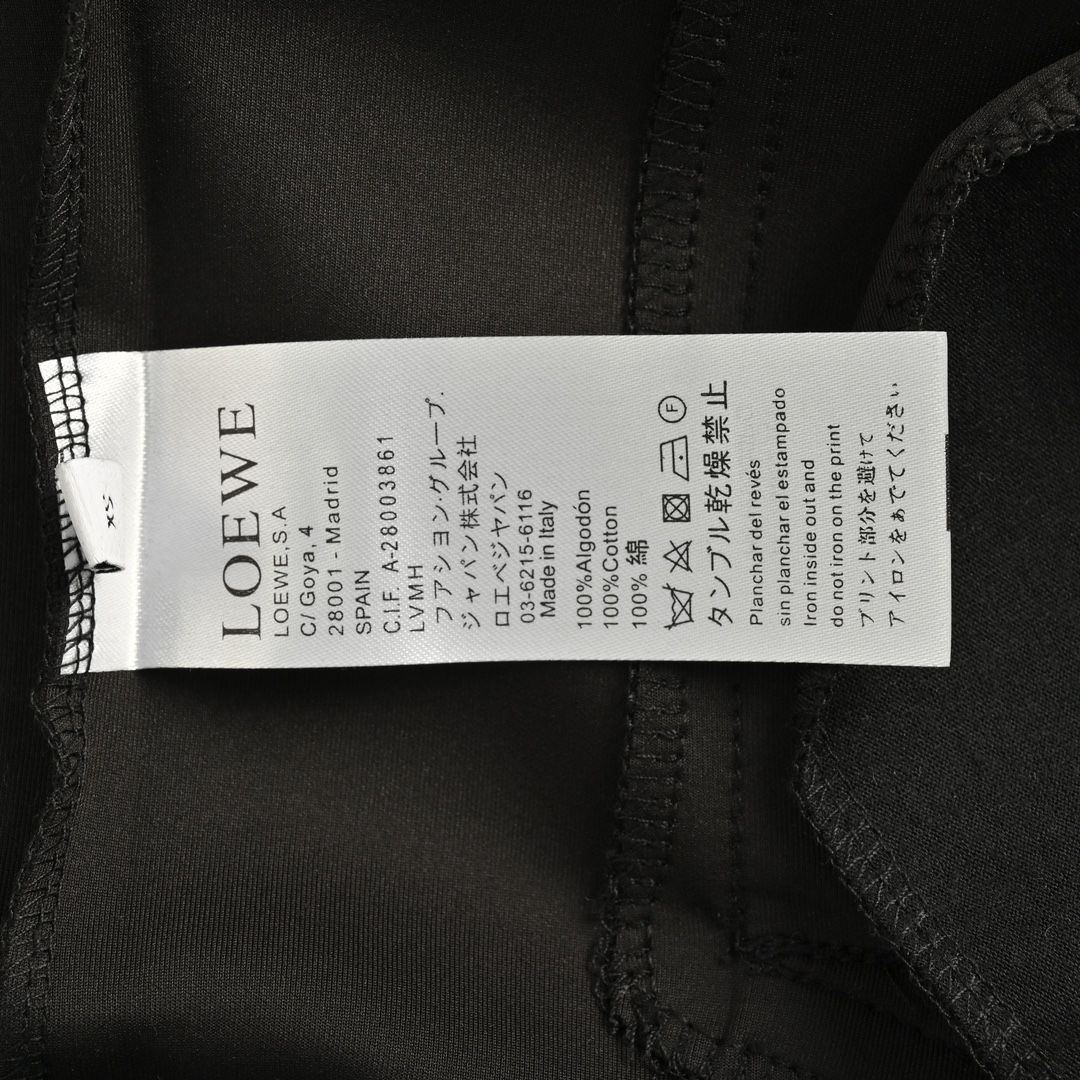 XS
LOEWE
LOEWE,S.A
C/Goya, 4
28001 - Madrid
SPAIN
C.I.F. A-28003861
LVMH
ファション・グループ.
ジャパン株式会社
ロエベジャパン
03-6215-6116
Made in Italy
100%Algodón
100%Cotton
100% 綿
F
タンブル乾燥禁止
Planchar del revés
sin planchar el estampado
Iron inside out and
do not iron on the print
プリント部分を避けて
アイロンをぁでてください